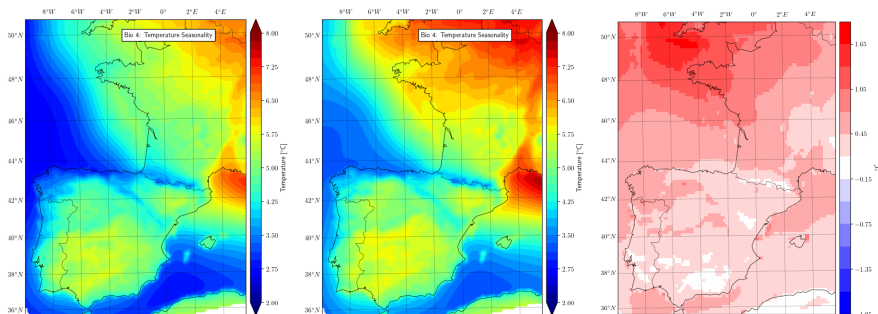 8°W 6°W 4°W 2°W 0° 2°E 4°E
50°N
48°N
46°N
44°N
42°N
40°N
38°N
36°N
Bio 4: Temperature Seasonality
8.00
7.25
6.50
5.75
5.00
4.25
3.50
2.75
2.00
Temperature [°C]
8°W 6°W 4°W 2°W 0° 2°E 4°E
50°N
48°N
46°N
44°N
42°N
40°N
38°N
36°N
Bio 4: Temperature Seasonality
8.00
7.25
6.50
5.75
5.00
4.25
3.50
2.75
2.00
Temperature [°C]
8°W 6°W 4°W 2°W 0° 2°E 4°E
50°N
48°N
46°N
44°N
42°N
40°N
38°N
36°N
1.65
1.05
0.45
−0.15
−0.75
−1.35
°C